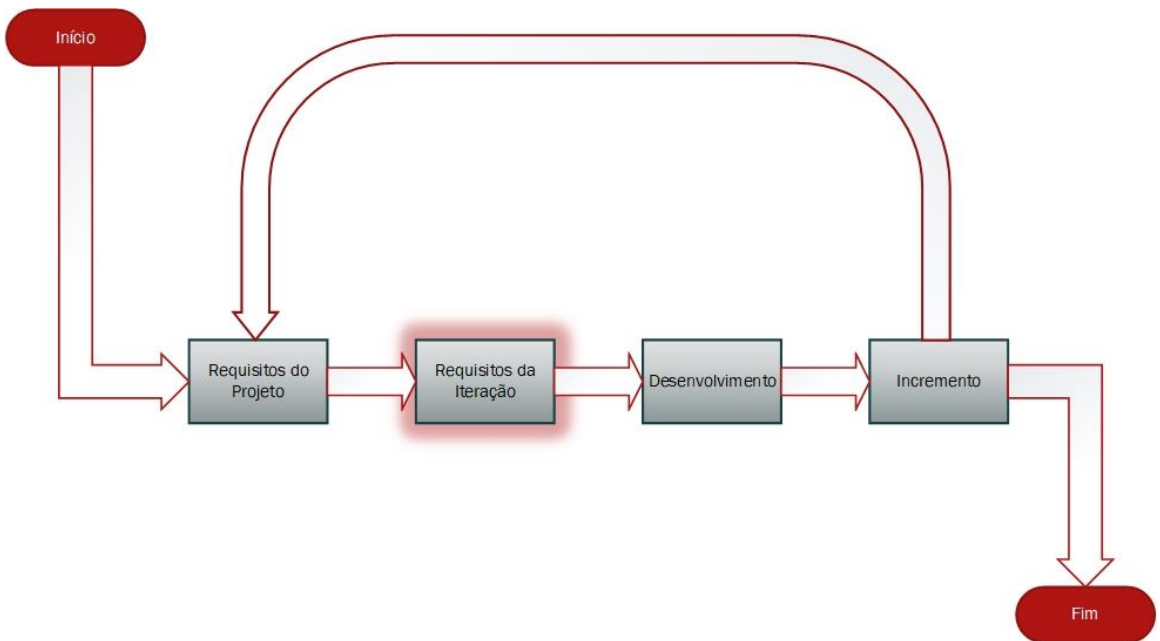 Início
Requisitos do
Projeto
Requisitos da
Iteração
Desenvolvimento
Incremento
Fim